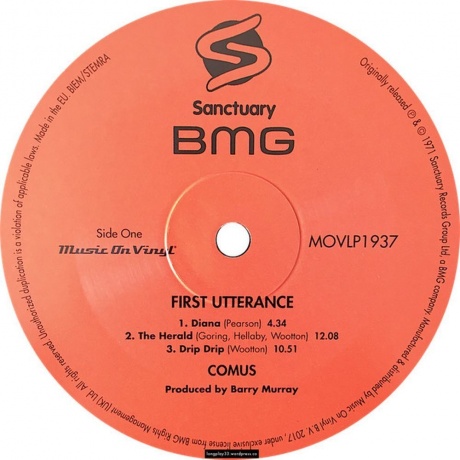 Sanctuary
BMG
Side One
Music On Vinyl
MOVLP1937
FIRST UTTERANCE
1. Diana (Pearson) 4.34
2. The Herald (Goring, Hellaby, Wootton) 12.08
3. Drip Drip (Wootton) 10.51
COMUS
Produced by Barry Murray
Originally released ℗ & © 1971 Sanctuary Records Group Ltd, a BMG company. Manufactured & distributed by Music On Vinyl B.V. 2017, under exclusive license from BMG Rights Management (UK) Ltd. All rights reserved. Unauthorized duplication is a violation of applicable laws. Made in the EU. BIEM/STEMRA
longplay33.wordpress.co